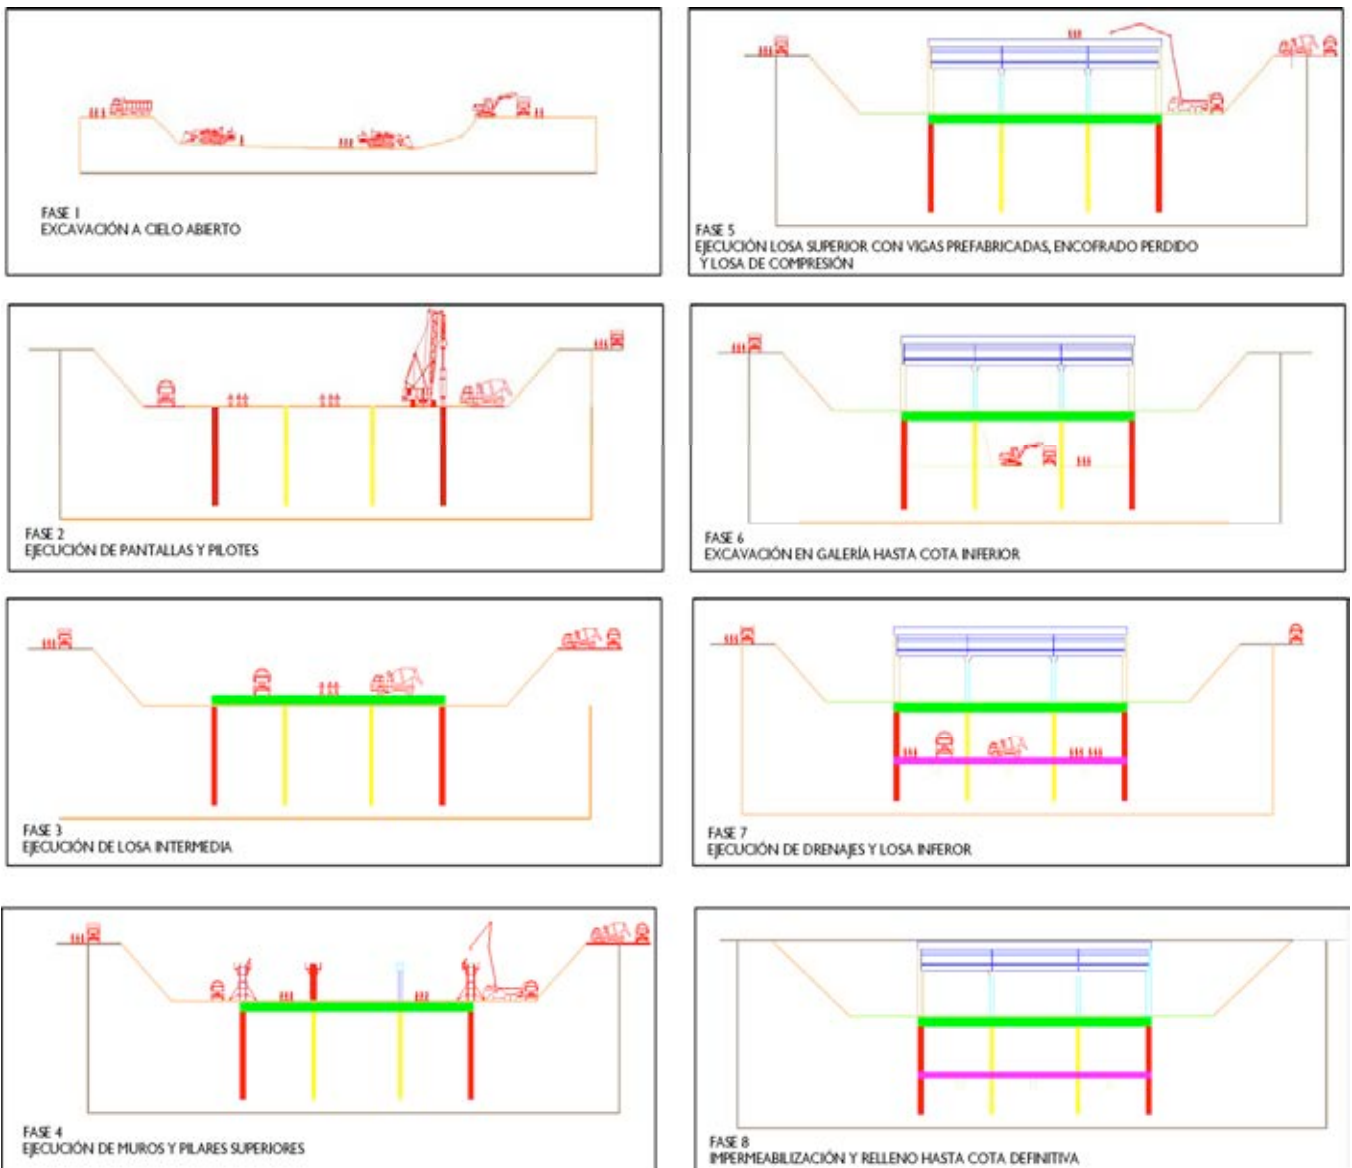 FASE 1
EXCAVACIÓN A CIELO ABIERTO
FASE 2
EJECUCIÓN DE PANTALLAS Y PILOTES
FASE 3
EJECUCIÓN DE LOSA INTERMEDIA
FASE 4
EJECUCIÓN DE MUROS Y PILARES SUPERIORES
FASE 5
EJECUCIÓN LOSA SUPERIOR CON VIGAS PREFABRICADAS, ENCOFRADO PERDIDO
Y LOSA DE COMPRESIÓN
FASE 6
EXCAVACIÓN EN GALERÍA HASTA COTA INFERIOR
FASE 7
EJECUCIÓN DE DRENAJES Y LOSA INFEROR
FASE 8
IMPERMEABILIZACIÓN Y RELLENO HASTA COTA DEFINITIVA